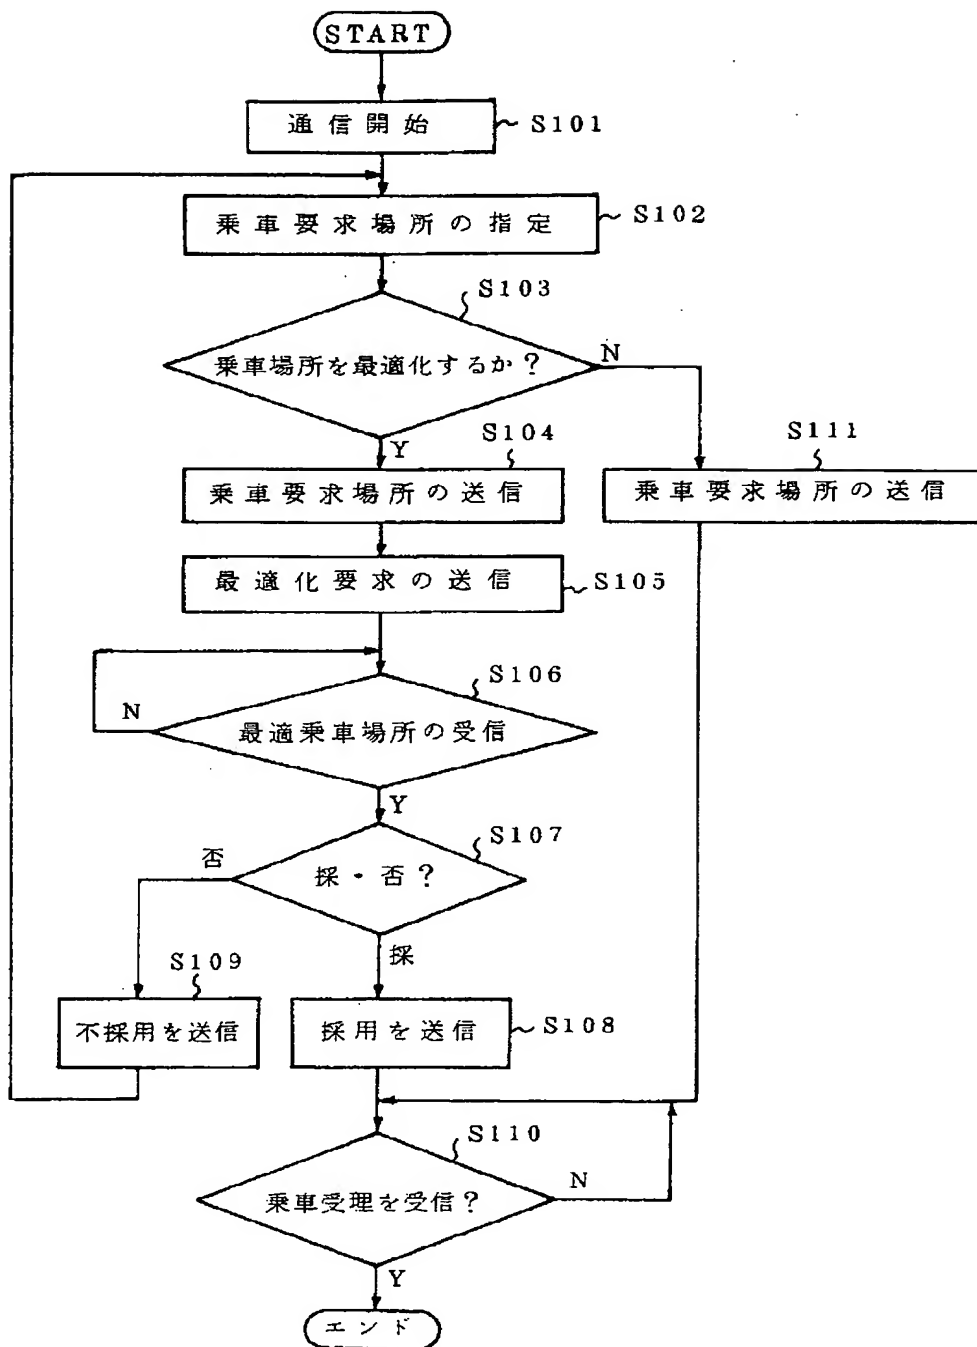 START
通信開始
S101
乗車要求場所の指定
S102
S103
乗車場所を最適化するか?
N
Y
S104
乗車要求場所の送信
S111
乗車要求場所の送信
最適化要求の送信
S105
S106
N
最適乗車場所の受信
Y
S107
否
採・否?
採
S109
不採用を送信
採用を送信
S108
S110
乗車受理を受信?
N
Y
エンド